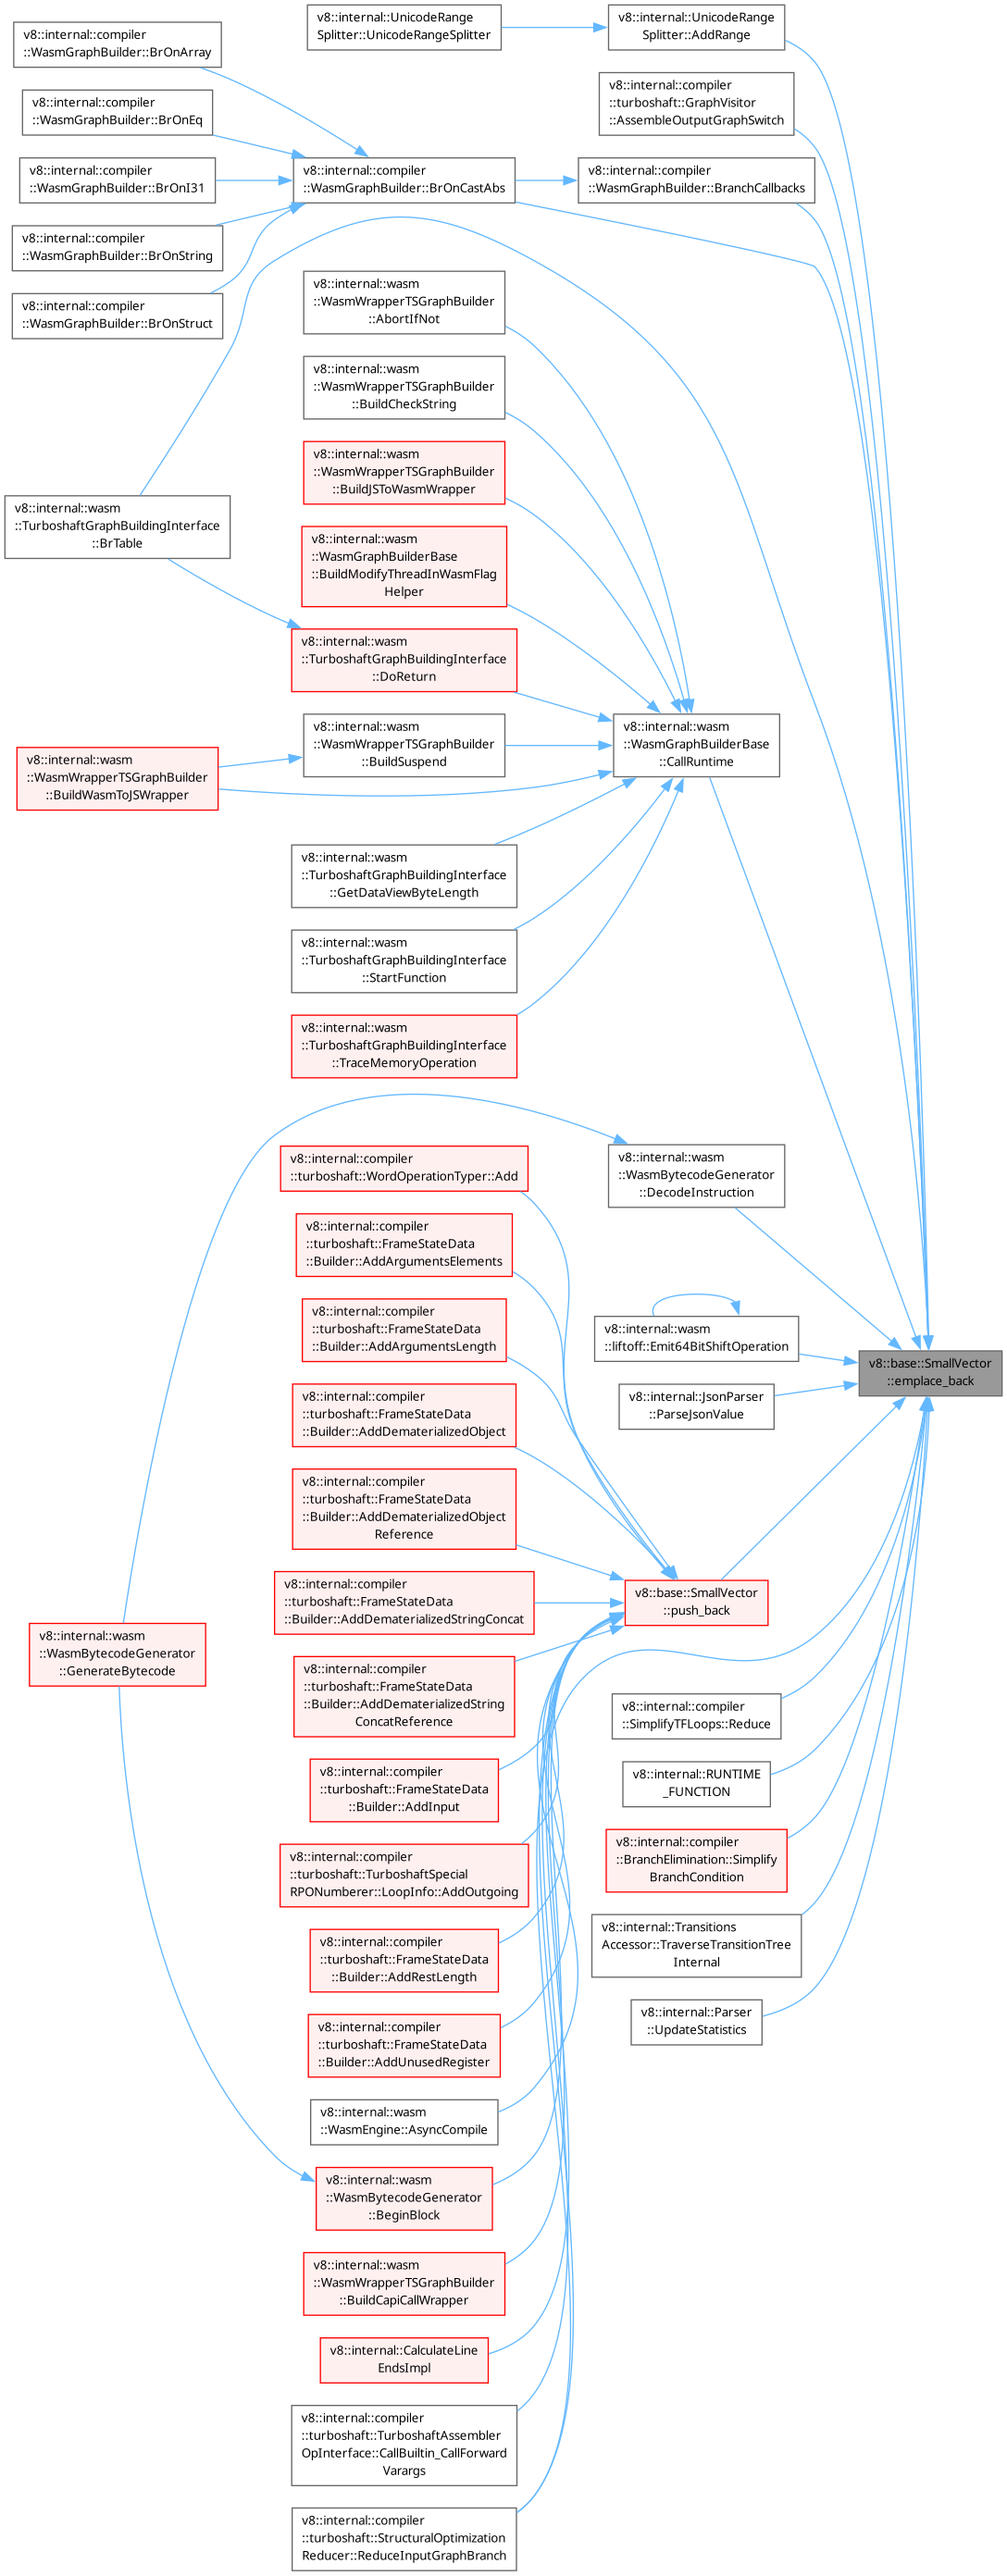 v8::internal::UnicodeRange
Splitter::UnicodeRangeSplitter
v8::internal::UnicodeRange
Splitter::AddRange
v8::internal::compiler
::WasmGraphBuilder::BrOnArray
v8::internal::compiler
::turboshaft::GraphVisitor
::AssembleOutputGraphSwitch
v8::internal::compiler
::WasmGraphBuilder::BrOnEq
v8::internal::compiler
::WasmGraphBuilder::BrOnI31
v8::internal::compiler
::WasmGraphBuilder::BrOnCastAbs
v8::internal::compiler
::WasmGraphBuilder::BranchCallbacks
v8::internal::compiler
::WasmGraphBuilder::BrOnString
v8::internal::compiler
::WasmGraphBuilder::BrOnStruct
v8::internal::wasm
::WasmWrapperTSGraphBuilder
::AbortIfNot
v8::internal::wasm
::WasmWrapperTSGraphBuilder
::BuildCheckString
v8::internal::wasm
::WasmWrapperTSGraphBuilder
::BuildJSToWasmWrapper
v8::internal::wasm
::TurboshaftGraphBuildingInterface
::BrTable
v8::internal::wasm
::WasmGraphBuilderBase
::BuildModifyThreadInWasmFlag
Helper
v8::internal::wasm
::TurboshaftGraphBuildingInterface
::DoReturn
v8::internal::wasm
::WasmWrapperTSGraphBuilder
::BuildSuspend
v8::internal::wasm
::WasmGraphBuilderBase
::CallRuntime
v8::internal::wasm
::WasmWrapperTSGraphBuilder
::BuildWasmToJSWrapper
v8::internal::wasm
::TurboshaftGraphBuildingInterface
::GetDataViewByteLength
v8::internal::wasm
::TurboshaftGraphBuildingInterface
::StartFunction
v8::internal::wasm
::TurboshaftGraphBuildingInterface
::TraceMemoryOperation
v8::internal::compiler
::turboshaft::WordOperationTyper::Add
v8::internal::wasm
::WasmBytecodeGenerator
::DecodeInstruction
v8::internal::compiler
::turboshaft::FrameStateData
::Builder::AddArgumentsElements
v8::internal::compiler
::turboshaft::FrameStateData
::Builder::AddArgumentsLength
v8::internal::wasm
::liftoff::Emit64BitShiftOperation
v8::base::SmallVector
::emplace_back
v8::internal::JsonParser
::ParseJsonValue
v8::internal::compiler
::turboshaft::FrameStateData
::Builder::AddDematerializedObject
v8::internal::compiler
::turboshaft::FrameStateData
::Builder::AddDematerializedObject
Reference
v8::internal::compiler
::turboshaft::FrameStateData
::Builder::AddDematerializedStringConcat
v8::base::SmallVector
::push_back
v8::internal::wasm
::WasmBytecodeGenerator
::GenerateBytecode
v8::internal::compiler
::turboshaft::FrameStateData
::Builder::AddDematerializedString
ConcatReference
v8::internal::compiler
::SimplifyTFLoops::Reduce
v8::internal::compiler
::turboshaft::FrameStateData
::Builder::AddInput
v8::internal::RUNTIME
_FUNCTION
v8::internal::compiler
::BranchElimination::Simplify
BranchCondition
v8::internal::compiler
::turboshaft::TurboshaftSpecial
RPONumberer::LoopInfo::AddOutgoing
v8::internal::Transitions
Accessor::TraverseTransitionTree
Internal
v8::internal::compiler
::turboshaft::FrameStateData
::Builder::AddRestLength
v8::internal::Parser
::UpdateStatistics
v8::internal::compiler
::turboshaft::FrameStateData
::Builder::AddUnusedRegister
v8::internal::wasm
::WasmEngine::AsyncCompile
v8::internal::wasm
::WasmBytecodeGenerator
::BeginBlock
v8::internal::wasm
::WasmWrapperTSGraphBuilder
::BuildCapiCallWrapper
v8::internal::CalculateLine
EndsImpl
v8::internal::compiler
::turboshaft::TurboshaftAssembler
OpInterface::CallBuiltin_CallForward
Varargs
v8::internal::compiler
::turboshaft::StructuralOptimization
Reducer::ReduceInputGraphBranch